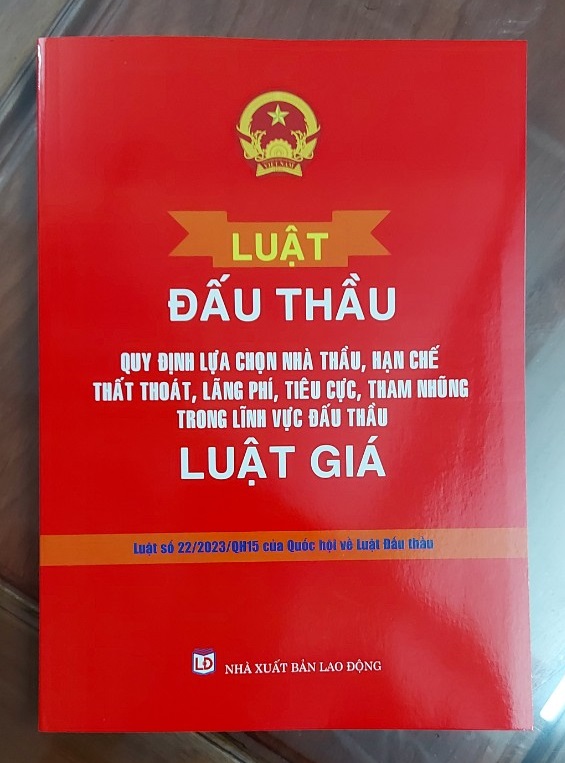 VIỆT NAM
LUẬT
ĐẤU THẦU
QUY ĐỊNH LỰA CHỌN NHÀ THẦU, HẠN CHẾ
THẤT THOÁT, LÃNG PHÍ, TIÊU CỰC, THAM NHŨNG
TRONG LĨNH VỰC ĐẤU THẦU
LUẬT GIÁ
Luật số 22/2023/QH15 của Quốc hội về Luật Đấu thầu
LĐ
NHÀ XUẤT BẢN LAO ĐỘNG